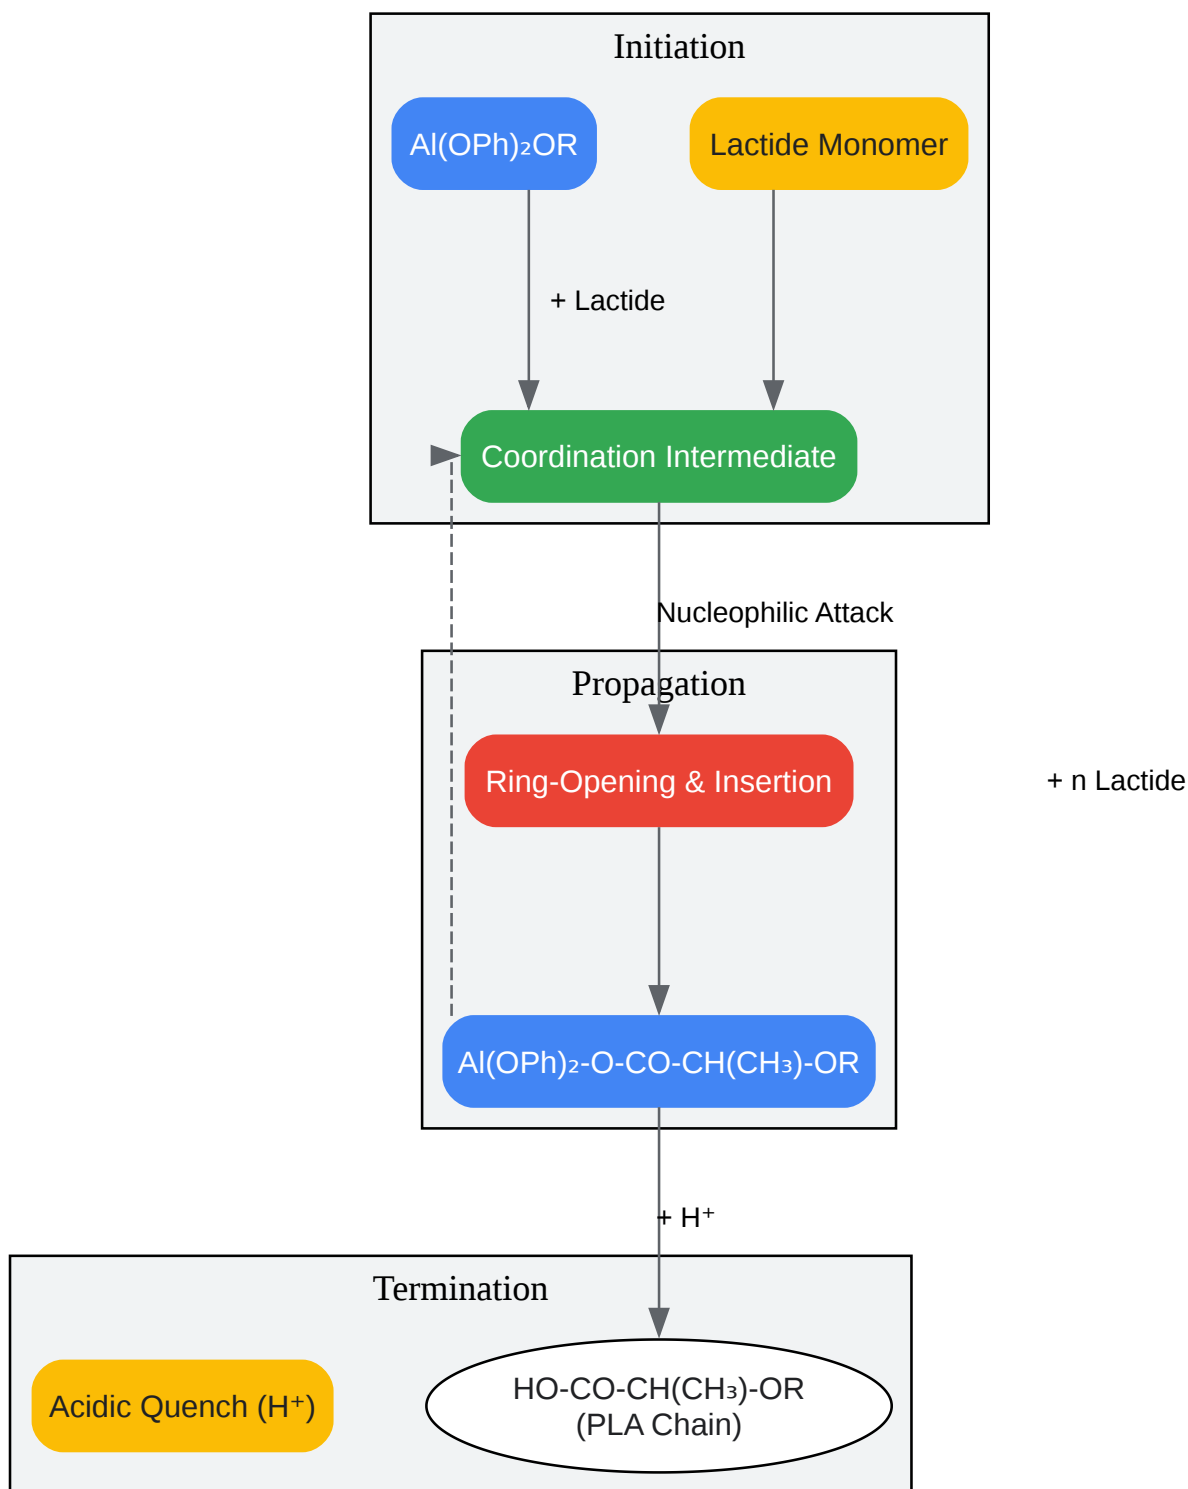 Initiation
Al(OPh)₂OR
Lactide Monomer
+ Lactide
Coordination Intermediate
Nucleophilic Attack
Propagation
Ring-Opening & Insertion
+ n Lactide
Al(OPh)₂-O-CO-CH(CH₃)-OR
+ H⁺
Termination
Acidic Quench (H⁺)
HO-CO-CH(CH₃)-OR
(PLA Chain)